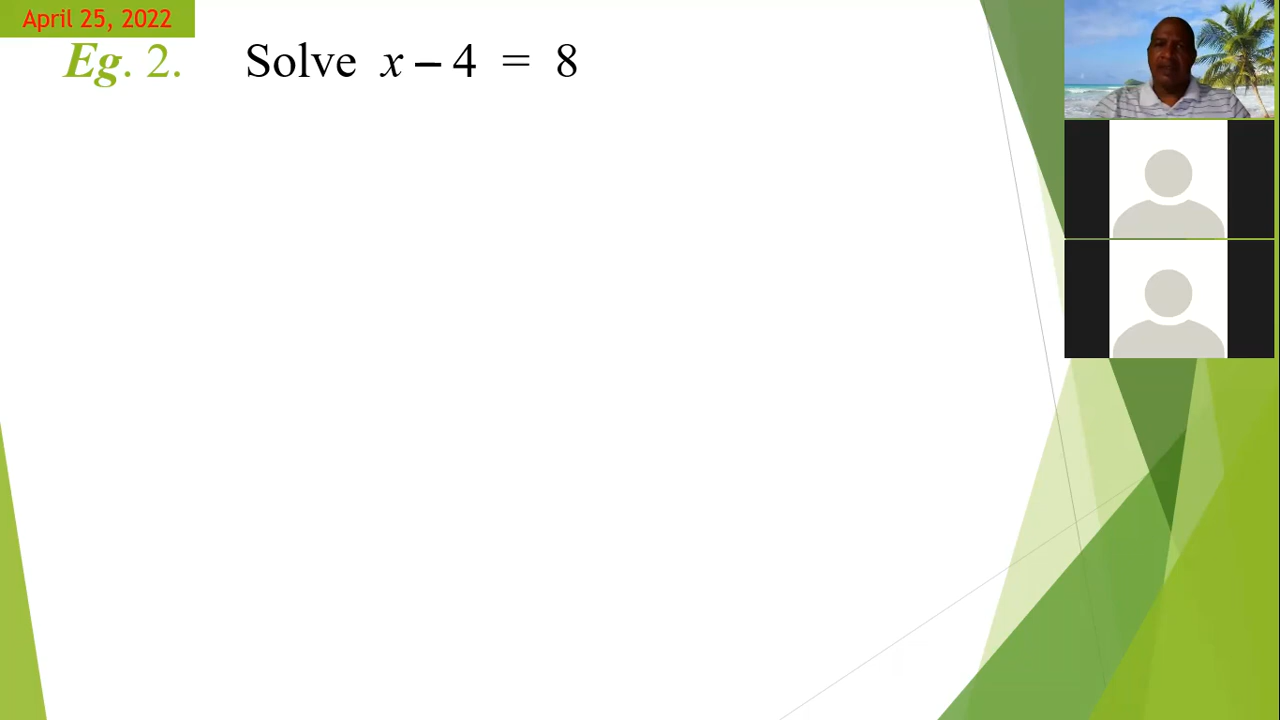 April 25, 2022
Eg. 2. Solve x – 4 = 8